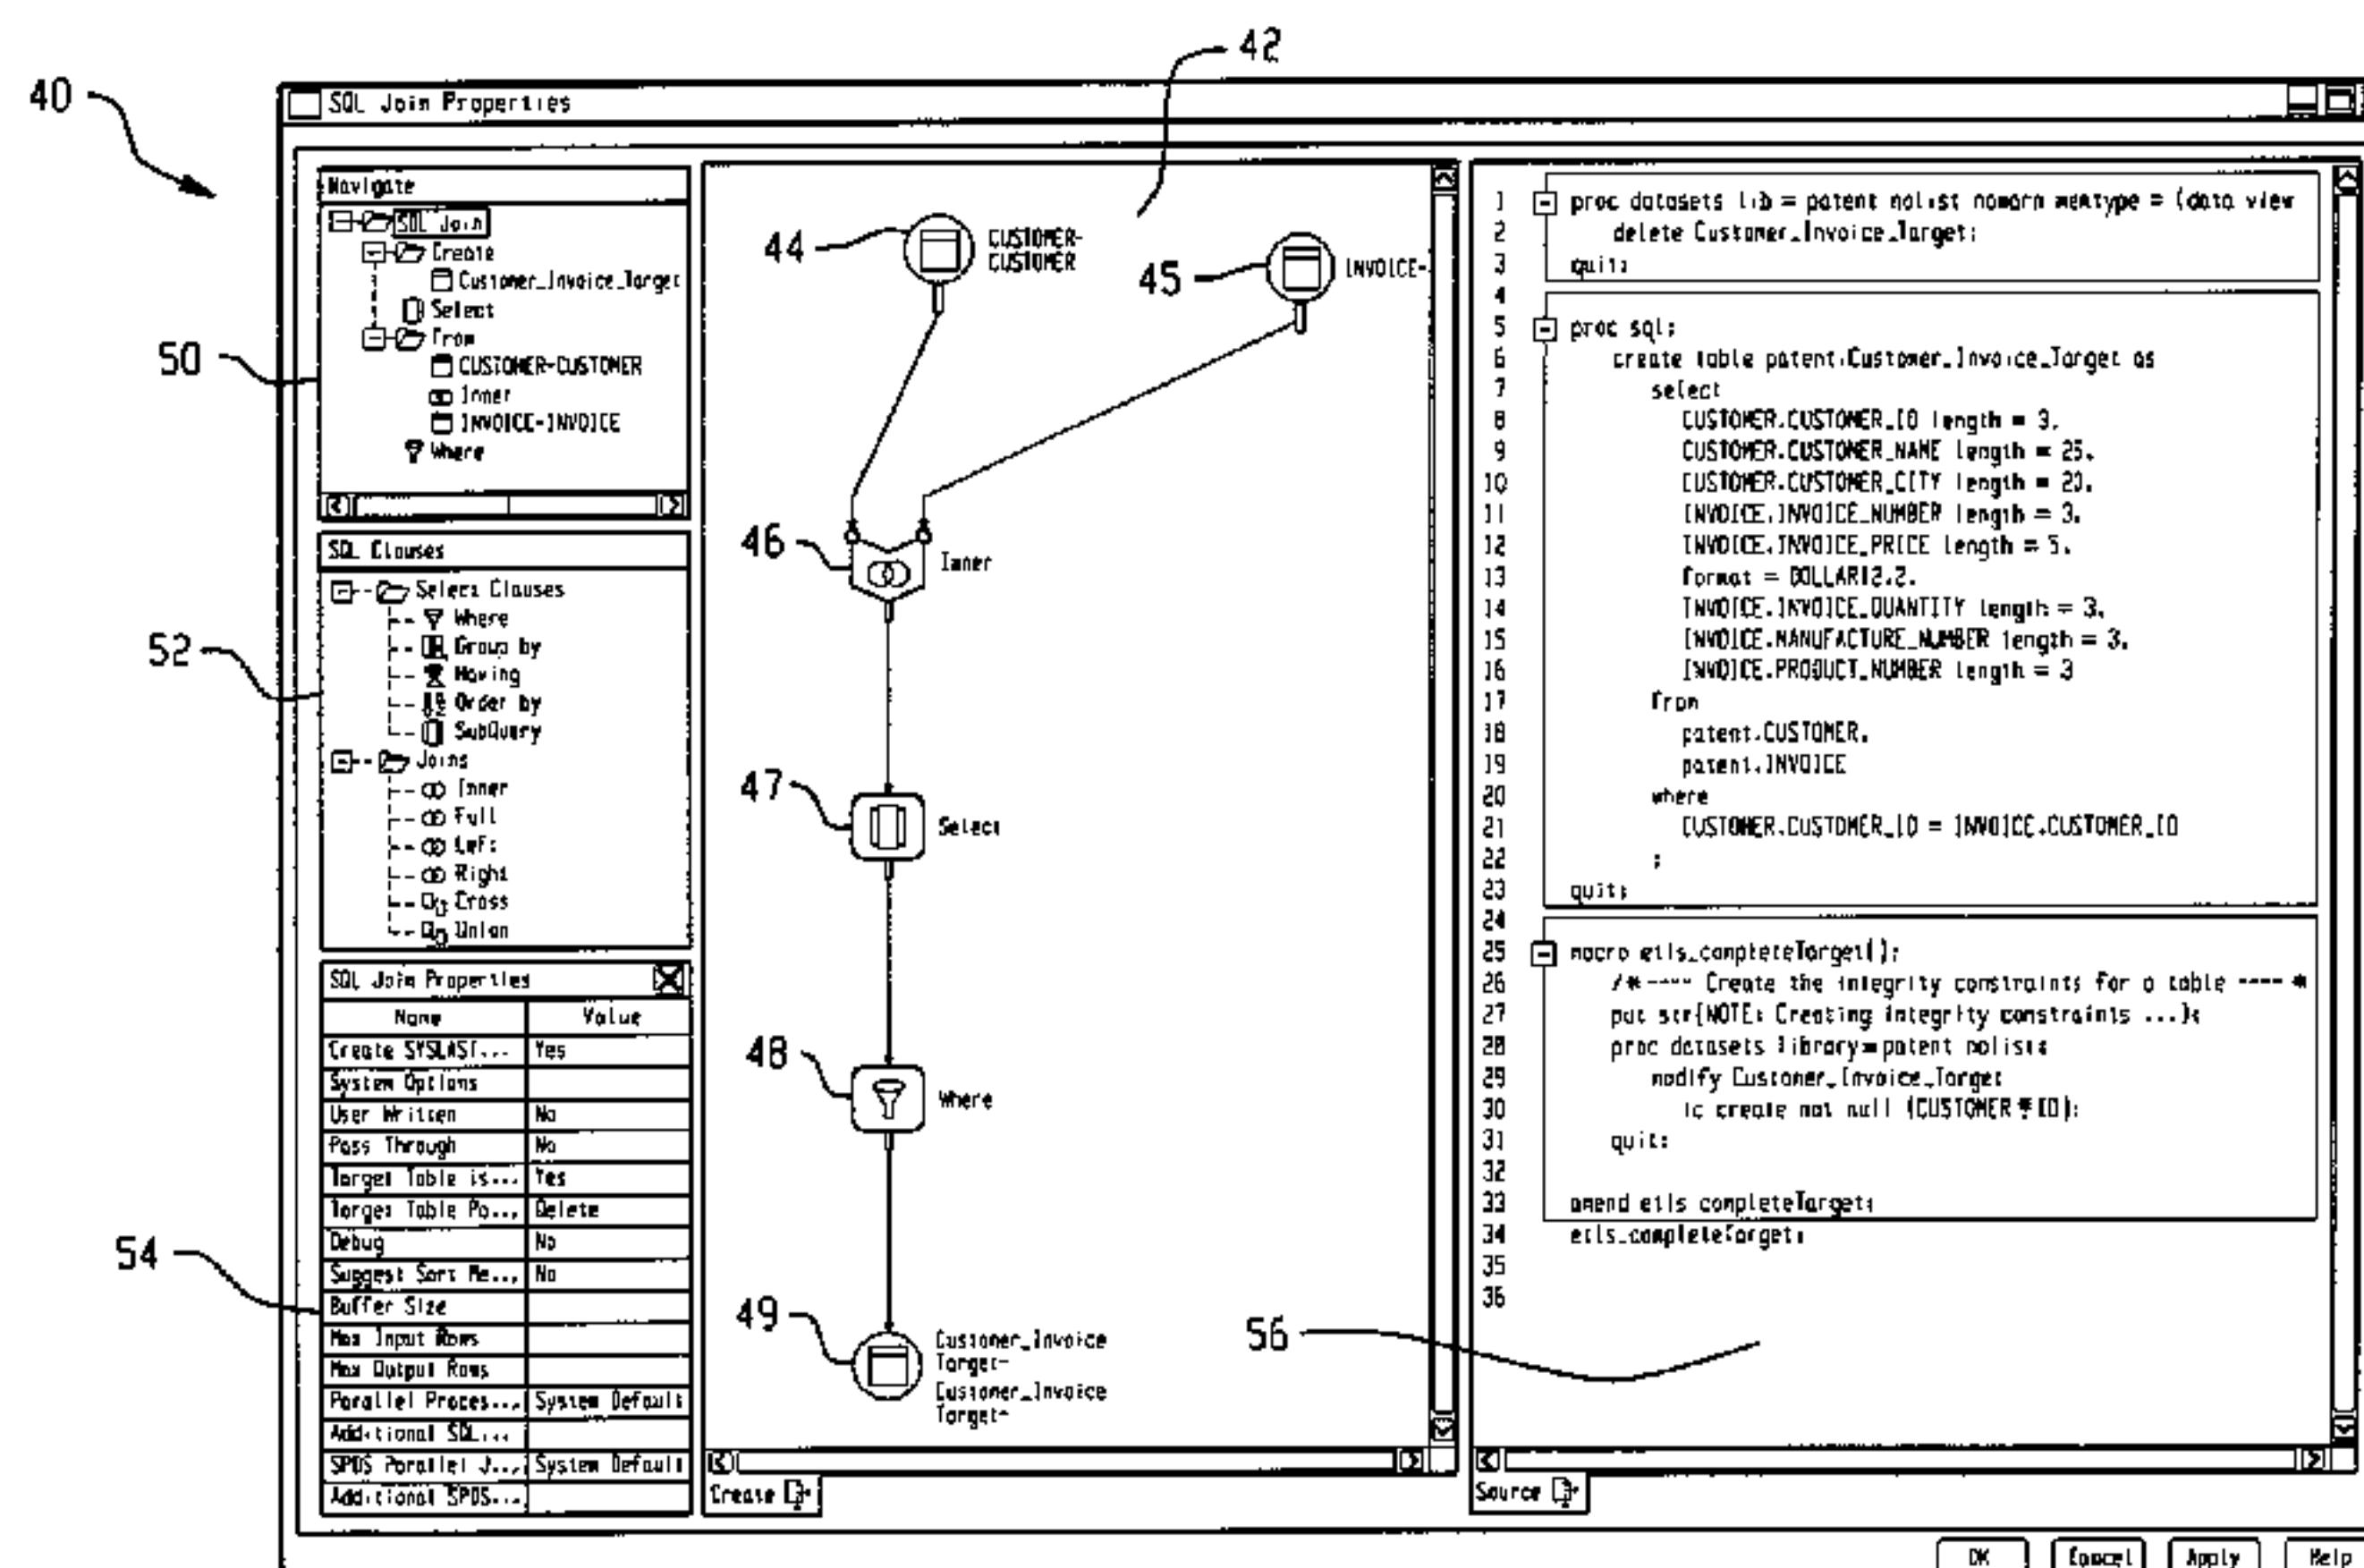 42
40
SQL Join Properties
Navigate
SQL Join
Create
Customer_Invoice_Target
Select
From
CUSTOMER-CUSTOMER
Inner
INVOICE-INVOICE
Where
50
SQL Clauses
Select Clauses
Where
Group by
Having
Order by
SubQuery
Joins
Inner
Full
Left
Right
Cross
Union
52
SQL Join Properties
Name Value
Create SYSLAST... Yes
System Options
User Written No
Pass Through No
Target Table is... Yes
Target Table Pa... Delete
Debug No
Suggest Sort Me... No
Buffer Size
Max Input Rows
Max Output Rows
Parallel Proces... System Default
Additional SQL...
SPDS Parallel J... System Default
Additional SPDS...
54
44
CUSTOMER-
CUSTOMER
45
INVOICE-
46
Inner
47
Select
48
Where
49
Customer_Invoice
Target-
Customer_Invoice
Target-
Create
1 proc datasets lib = patent nolist nowarn memtype = (data view
2 delete Customer_Invoice_Target;
3 quit;
4
5 proc sql;
6 create table patent.Customer_Invoice_Target as
7 select
8 CUSTOMER.CUSTOMER_ID length = 3,
9 CUSTOMER.CUSTOMER_NAME length = 25,
10 CUSTOMER.CUSTOMER_CITY length = 20,
11 INVOICE.INVOICE_NUMBER length = 3,
12 INVOICE.INVOICE_PRICE length = 5,
13 format = DOLLAR12.2,
14 INVOICE.INVOICE_QUANTITY length = 3,
15 INVOICE.MANUFACTURE_NUMBER length = 3,
16 INVOICE.PRODUCT_NUMBER length = 3
17 from
18 patent.CUSTOMER,
19 patent.INVOICE
20 where
21 CUSTOMER.CUSTOMER_ID = INVOICE.CUSTOMER_ID
22 ;
23 quit;
24
25 macro etls_completeTarget();
26 /*---- Create the integrity constraints for a table ---- *
27 put str(NOTE: Creating integrity constraints ...);
28 proc datasets library=patent nolist;
29 modify Customer_Invoice_Target
30 ic create not null (CUSTOMER ID);
31 quit;
32
33 amend etls completeTarget;
34 etls_completeTarget;
35
36
56
Source
OK Cancel Apply Help